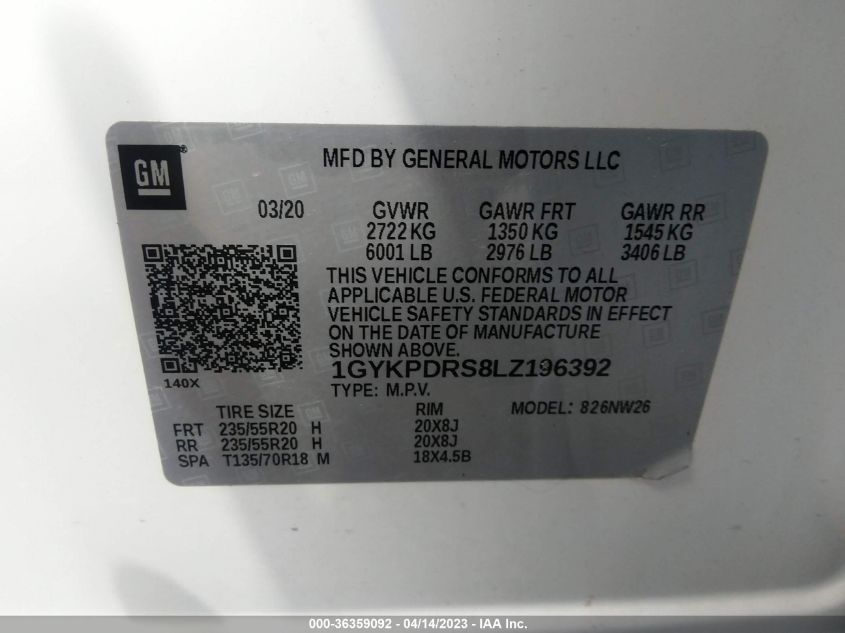 GM ®
MFD BY GENERAL MOTORS LLC
03/20 GVWR GAWR FRT GAWR RR
2722 KG 1350 KG 1545 KG
6001 LB 2976 LB 3406 LB
THIS VEHICLE CONFORMS TO ALL
APPLICABLE U.S. FEDERAL MOTOR
VEHICLE SAFETY STANDARDS IN EFFECT
ON THE DATE OF MANUFACTURE
SHOWN ABOVE.
1GYKPDRS8LZ196392
140X
TYPE: M.P.V.
TIRE SIZE RIM MODEL: 826NW26
FRT 235/55R20 H 20X8J
RR 235/55R20 H 20X8J
SPA T135/70R18 M 18X4.5B
000-36359092 - 04/14/2023 - IAA Inc.